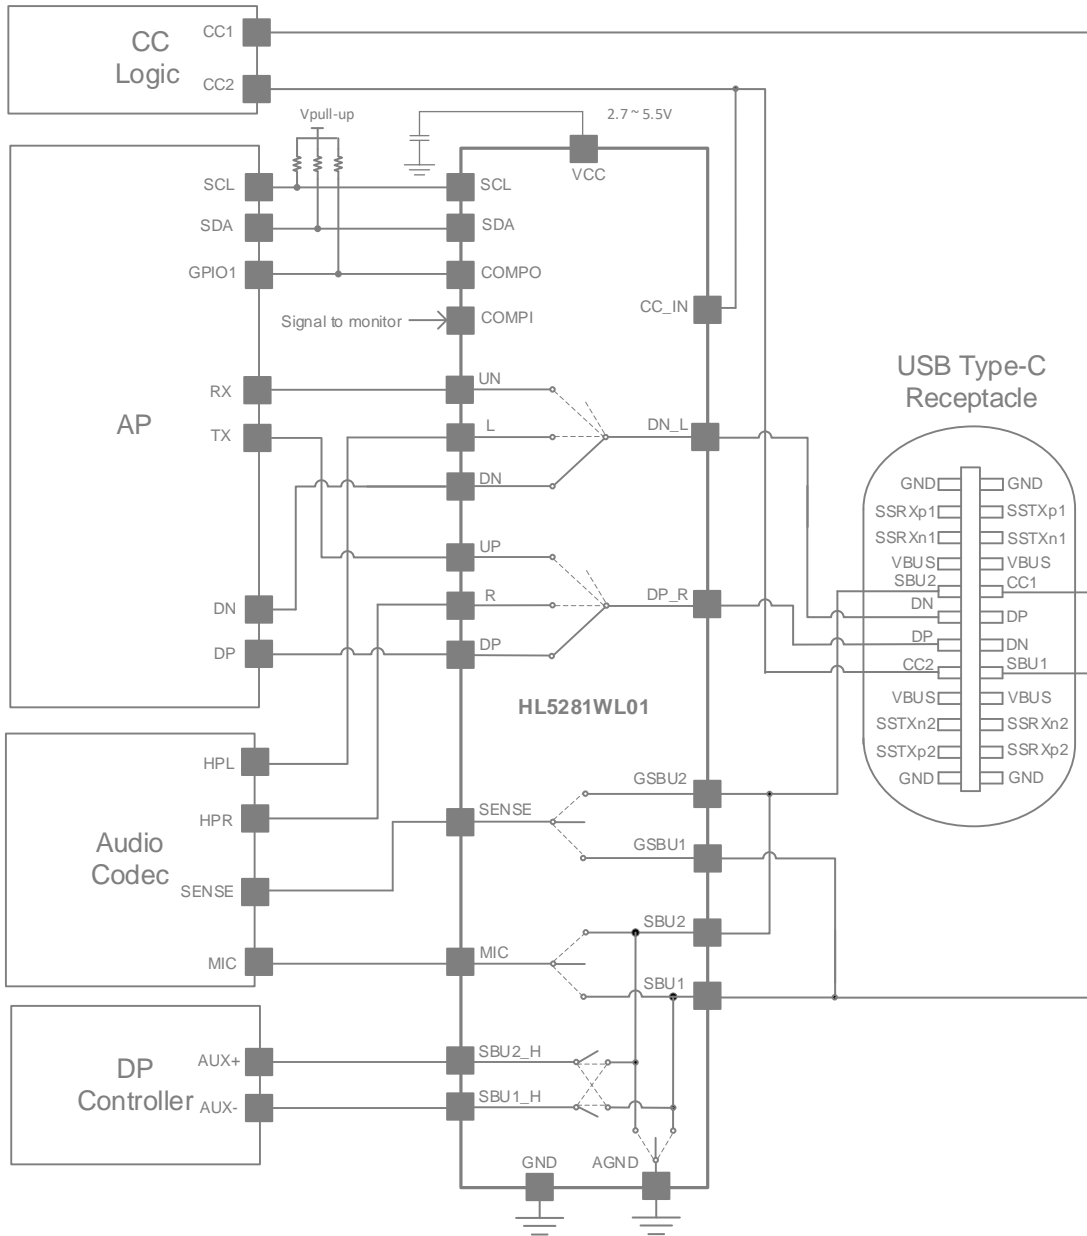 CC
Logic
CC1
CC2
Vpull-up
2.7 ~ 5.5V
VCC
AP
SCL
SDA
GPIO1
RX
TX
DN
DP
SCL
SDA
COMPO
Signal to monitor
COMPI
UN
L
DN
UP
R
DP
CC_IN
DN_L
DP_R
HL5281WL01
USB Type-C
Receptacle
GND
GND
SSRXp1
SSTXp1
SSRXn1
SSTXn1
VBUS
VBUS
SBU2
CC1
DN
DP
DP
DN
CC2
SBU1
VBUS
VBUS
SSTXn2
SSRXn2
SSTXp2
SSRXp2
GND
GND
Audio
Codec
HPL
HPR
SENSE
MIC
SENSE
MIC
GSBU2
GSBU1
SBU2
SBU1
DP
Controller
AUX+
AUX-
SBU2_H
SBU1_H
GND
AGND